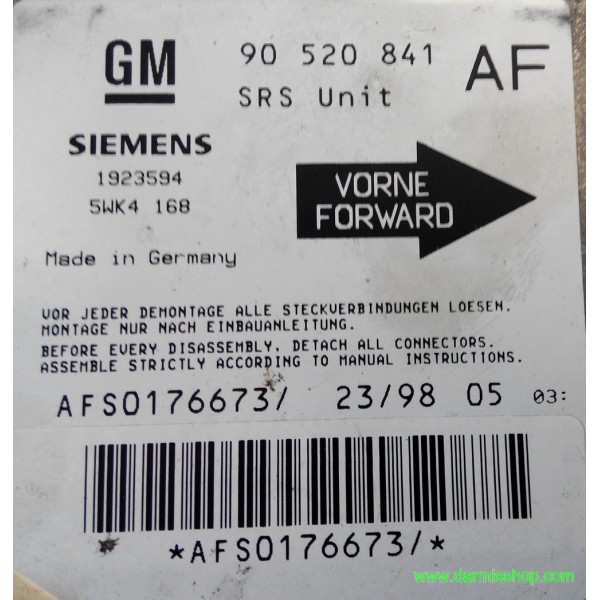 GM
90 520 841 AF
SRS Unit
SIEMENS
1923594
5WK4 168
VORNE
FORWARD
Made in Germany
VOR JEDER DEMONTAGE ALLE STECKVERBINDUNGEN LOESEN.
MONTAGE NUR NACH EINBAUANLEITUNG.
BEFORE EVERY DISASSEMBLY. DETACH ALL CONNECTORS.
ASSEMBLE STRICTLY ACCORDING TO MANUAL INSTRUCTIONS.
AFS0176673/ 23/98 05 03:
*AFS0176673/*
www.damdeshop.com